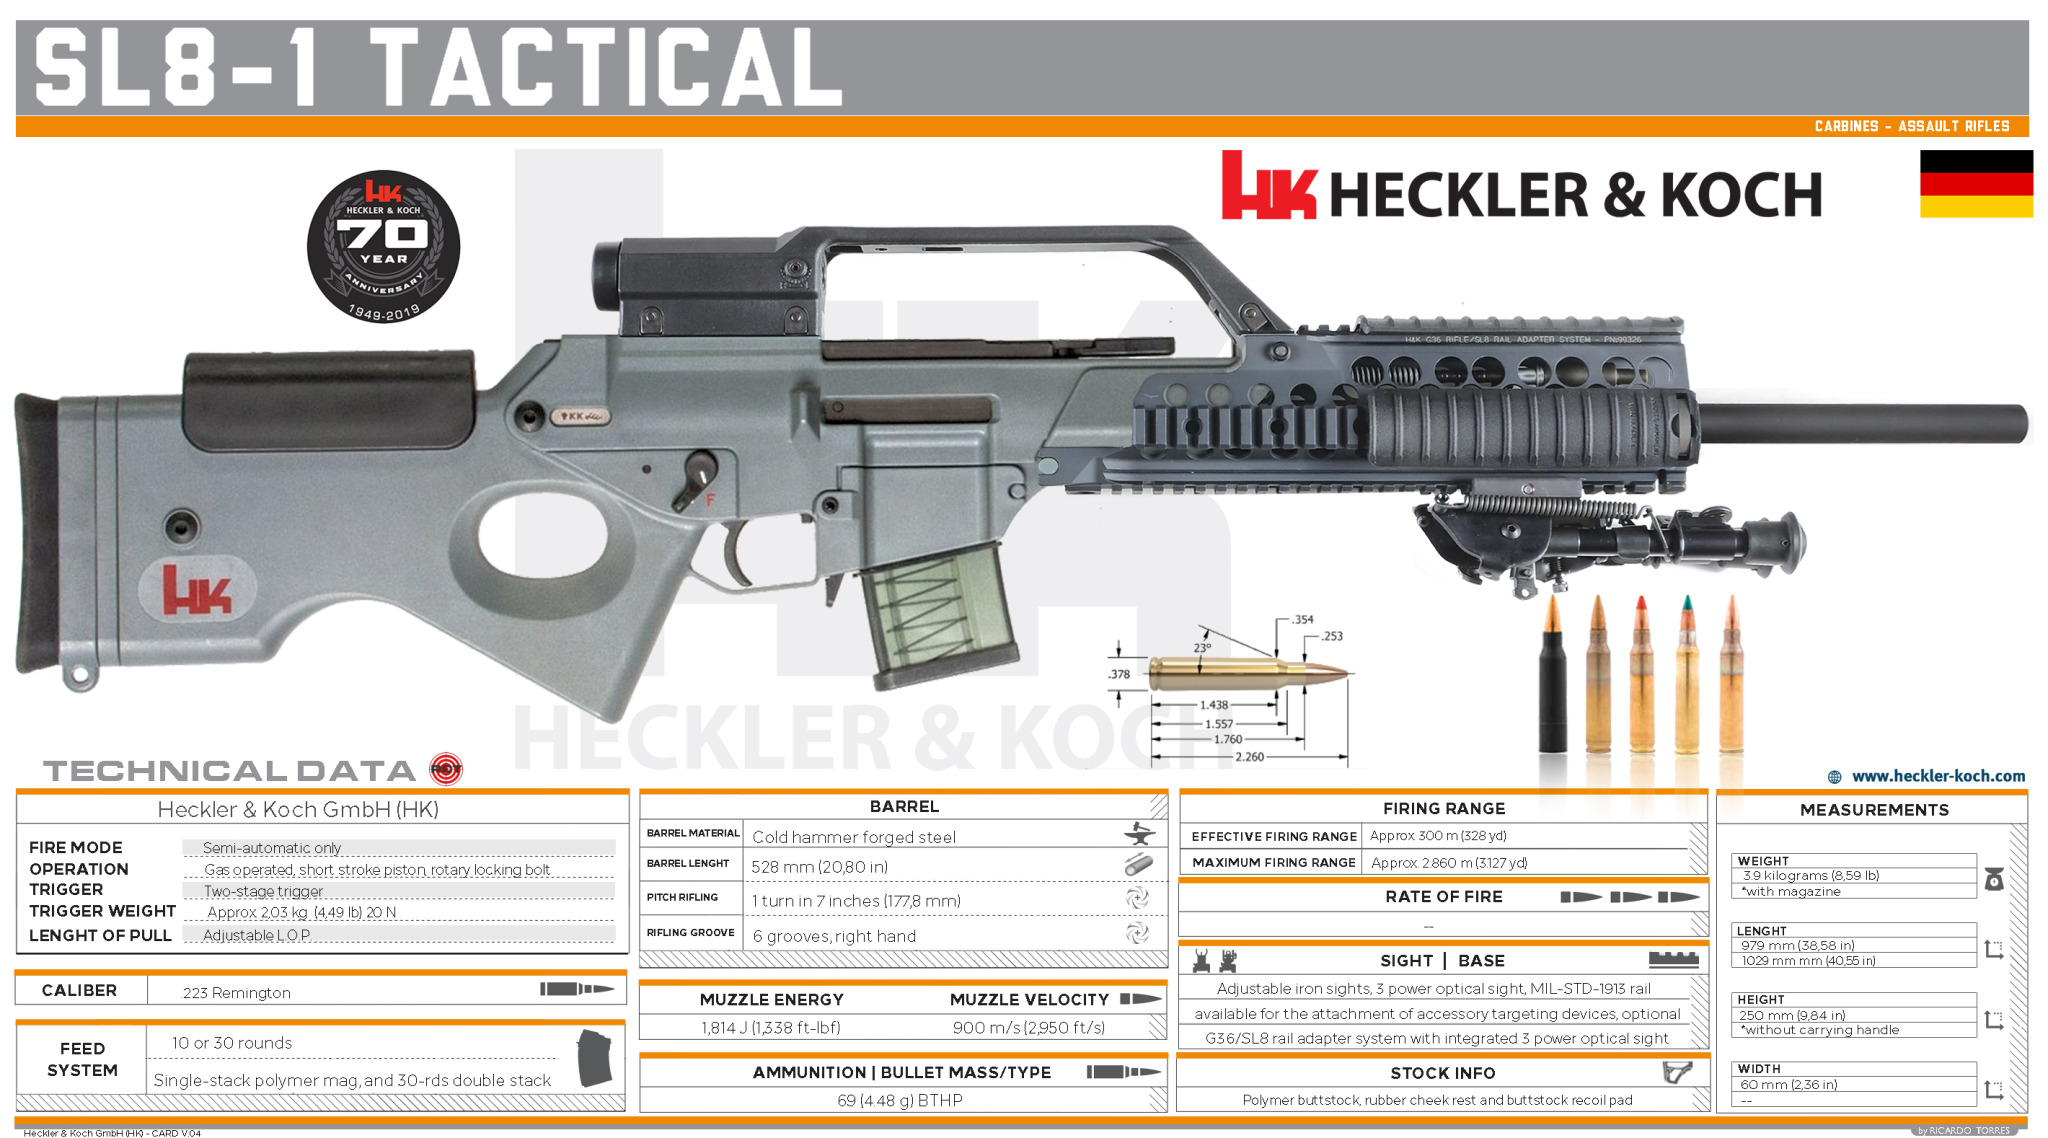 SL8-1 TACTICAL
CARBINES - ASSAULT RIFLES
HK
HECKLER & KOCH
70
YEAR
ANNIVERSARY
1949-2019
HK HECKLER & KOCH
H&K G36 RIFLE/SL8 RAIL ADAPTER SYSTEM - PN:99326
KK
F
HK
HECKLER & KOCH
.354
.253
23°
.378
1.438
1.557
1.760
2.260
TECHNICAL DATA
RCT
www.heckler-koch.com
Heckler & Koch GmbH (HK)
FIRE MODE Semi-automatic only
OPERATION Gas operated, short stroke piston, rotary locking bolt
TRIGGER Two-stage trigger
TRIGGER WEIGHT Approx 2,03 kg (4,49 lb) 20 N
LENGHT OF PULL Adjustable L.O.P.
CALIBER .223 Remington
FEED SYSTEM
10 or 30 rounds
Single-stack polymer mag, and 30-rds double stack
BARREL
BARREL MATERIAL Cold hammer forged steel
BARREL LENGHT 528 mm (20,80 in)
PITCH RIFLING 1 turn in 7 inches (177,8 mm)
RIFLING GROOVE 6 grooves, right hand
MUZZLE ENERGY MUZZLE VELOCITY
1,814 J (1,338 ft-lbf) 900 m/s (2,950 ft/s)
AMMUNITION | BULLET MASS/TYPE
69 (4.48 g) BTHP
FIRING RANGE
EFFECTIVE FIRING RANGE Approx 300 m (328 yd)
MAXIMUM FIRING RANGE Approx. 2.860 m (3127 yd)
RATE OF FIRE
--
SIGHT | BASE
Adjustable iron sights, 3 power optical sight, MIL-STD-1913 rail
available for the attachment of accessory targeting devices, optional
G36/SL8 rail adapter system with integrated 3 power optical sight
STOCK INFO
Polymer buttstock, rubber cheek rest and buttstock recoil pad
MEASUREMENTS
WEIGHT
3.9 kilograms (8,59 lb)
*with magazine
LENGHT
979 mm (38,58 in)
1029 mm mm (40,55 in)
HEIGHT
250 mm (9,84 in)
*without carrying handle
WIDTH
60 mm (2,36 in)
--
Heckler & Koch GmbH (HK) - CARD V.04
by RICARDO TORRES